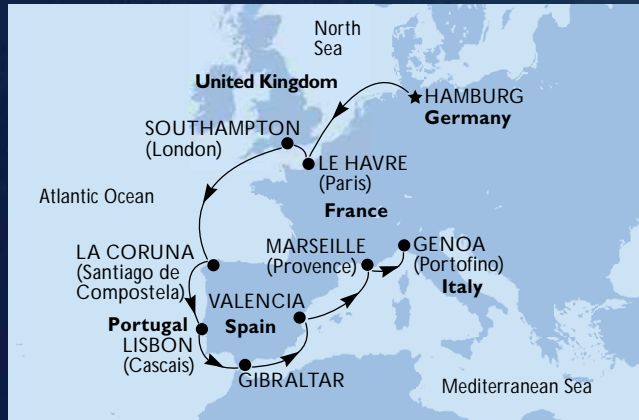 North
Sea
United Kingdom
HAMBURG
Germany
SOUTHAMPTON
(London)
LE HAVRE
(Paris)
Atlantic Ocean
France
LA CORUNA
(Santiago de
Compostela)
MARSEILLE
(Provence)
GENOA
(Portofino)
Italy
VALENCIA
Portugal
Spain
LISBON
(Cascais)
GIBRALTAR
Mediterranean Sea